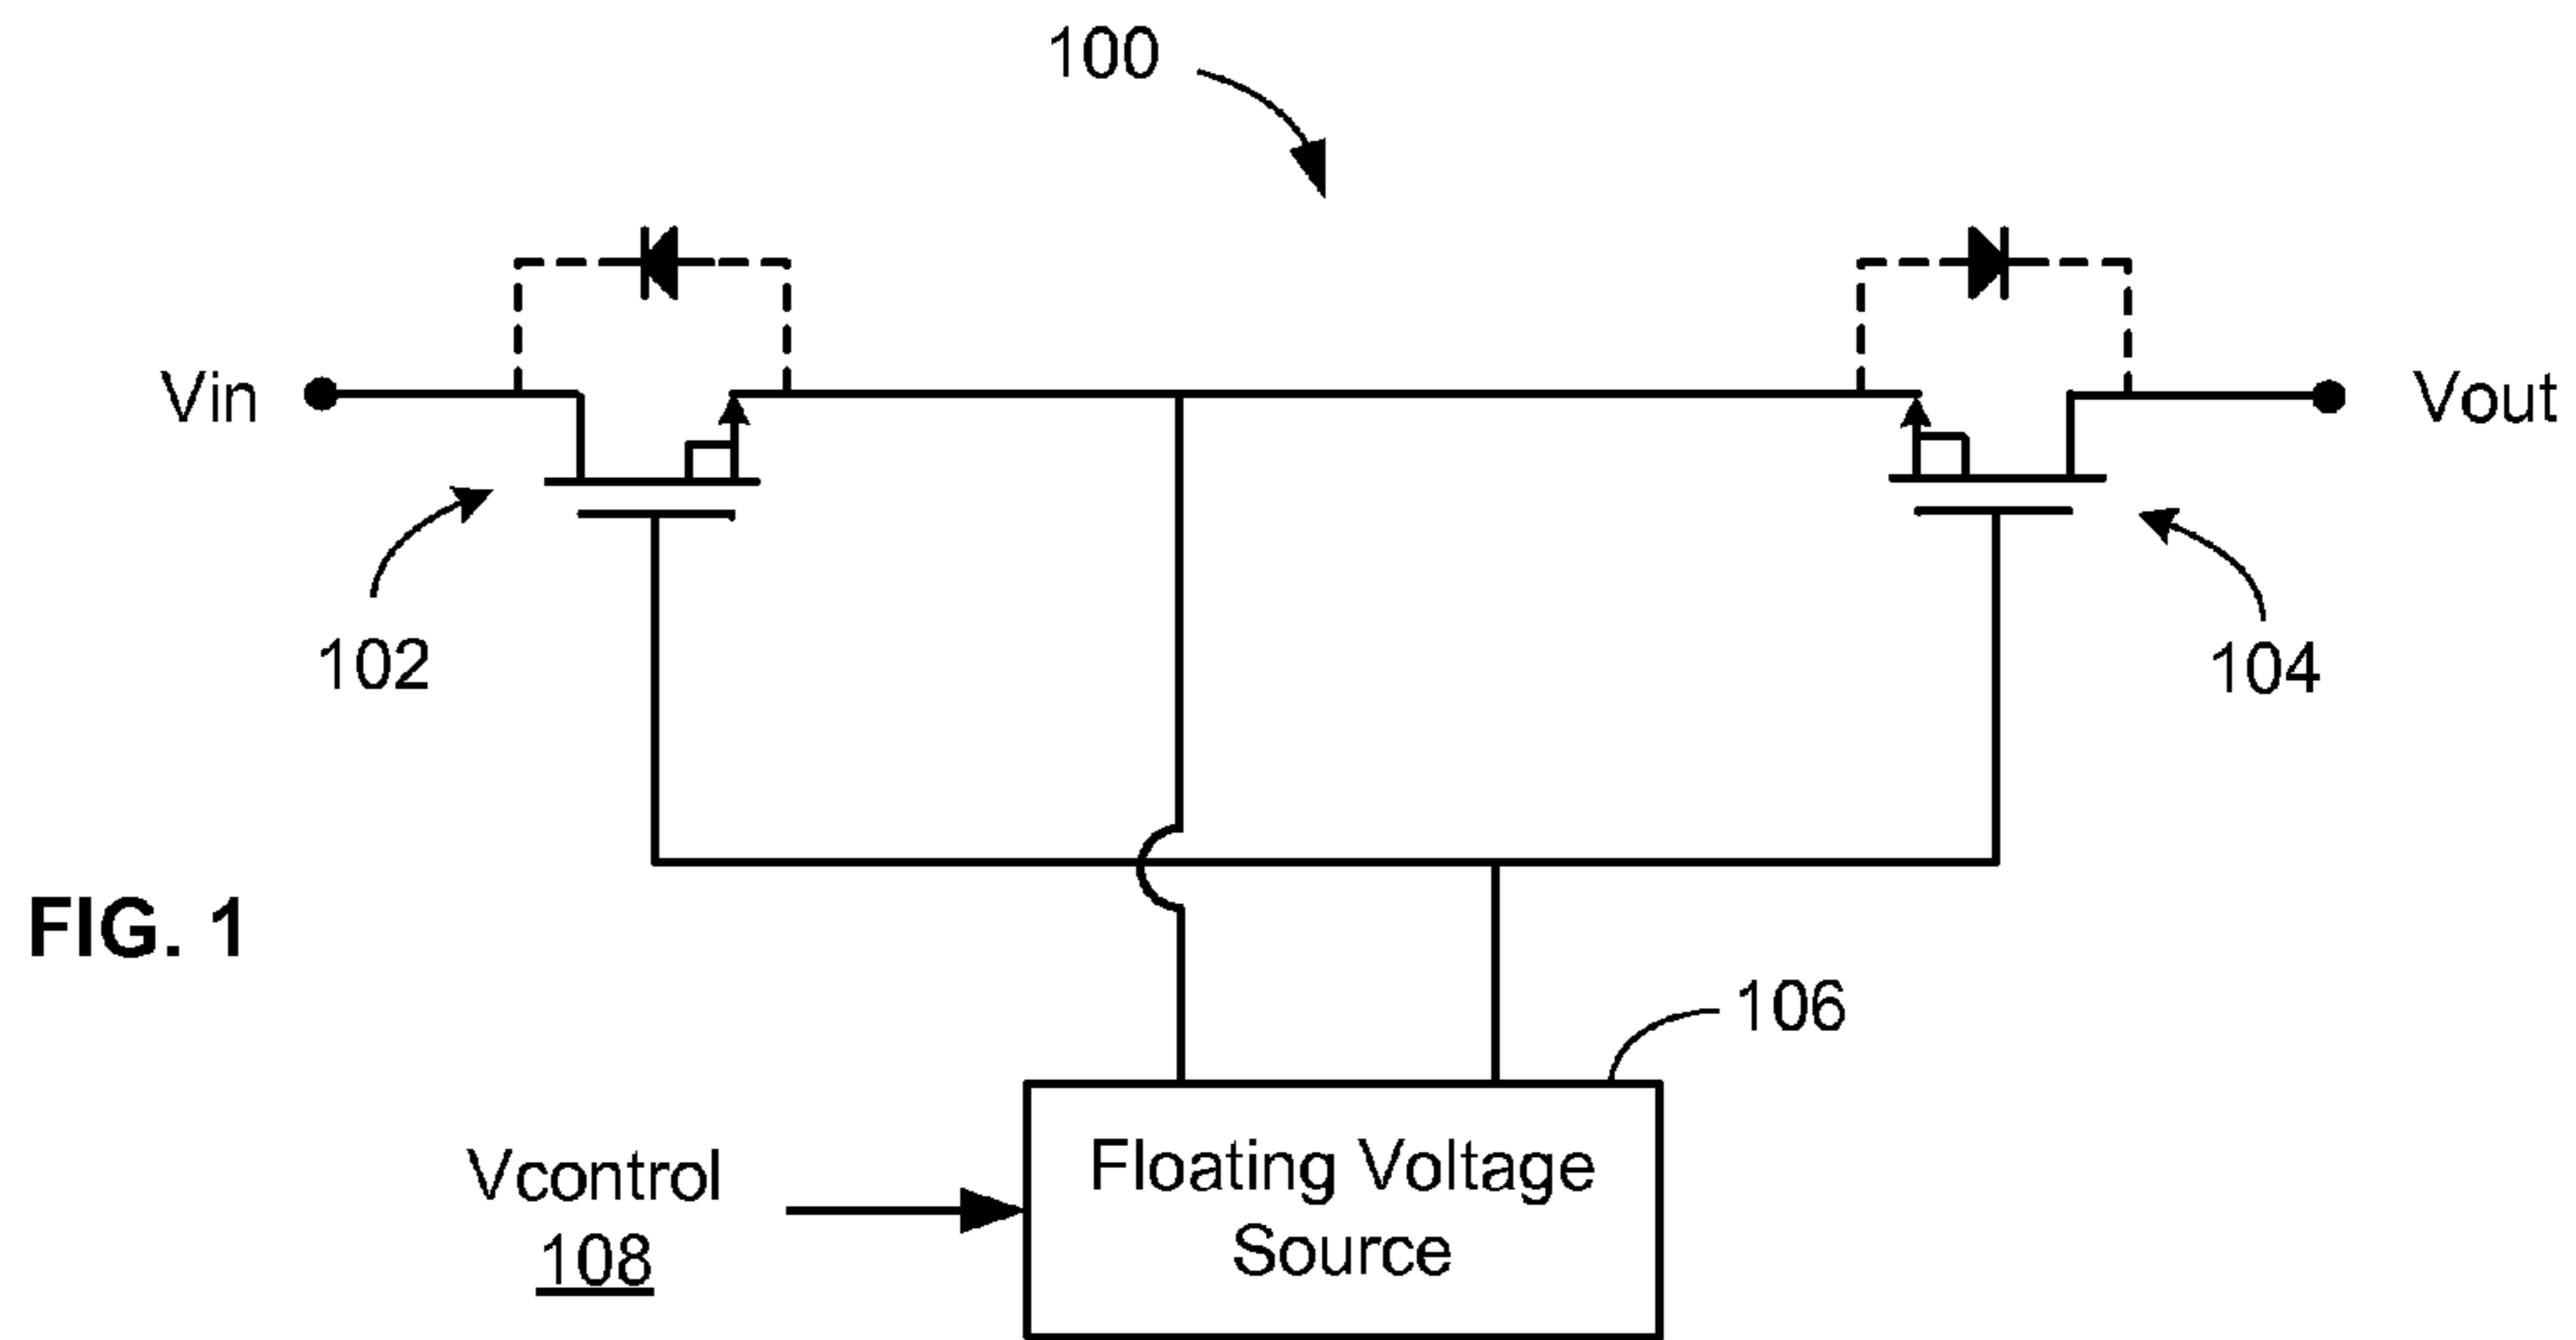 100
Vin
Vout
102
104
FIG. 1
106
Vcontrol
108
Floating Voltage
Source